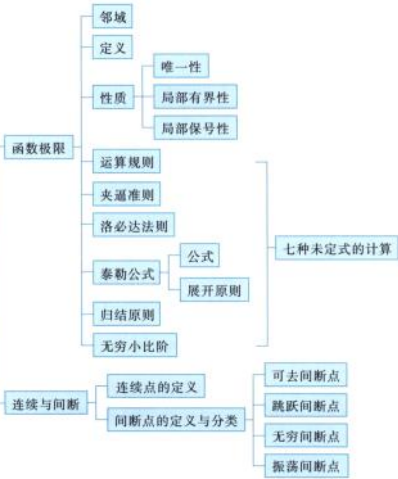 邻域
定义
唯一性
性质
局部有界性
局部保号性
函数极限
运算规则
夹逼准则
洛必达法则
七种未定式的计算
公式
泰勒公式
展开原则
归结原则
无穷小比阶
可去间断点
连续点的定义
跳跃间断点
连续与间断
间断点的定义与分类
无穷间断点
振荡间断点